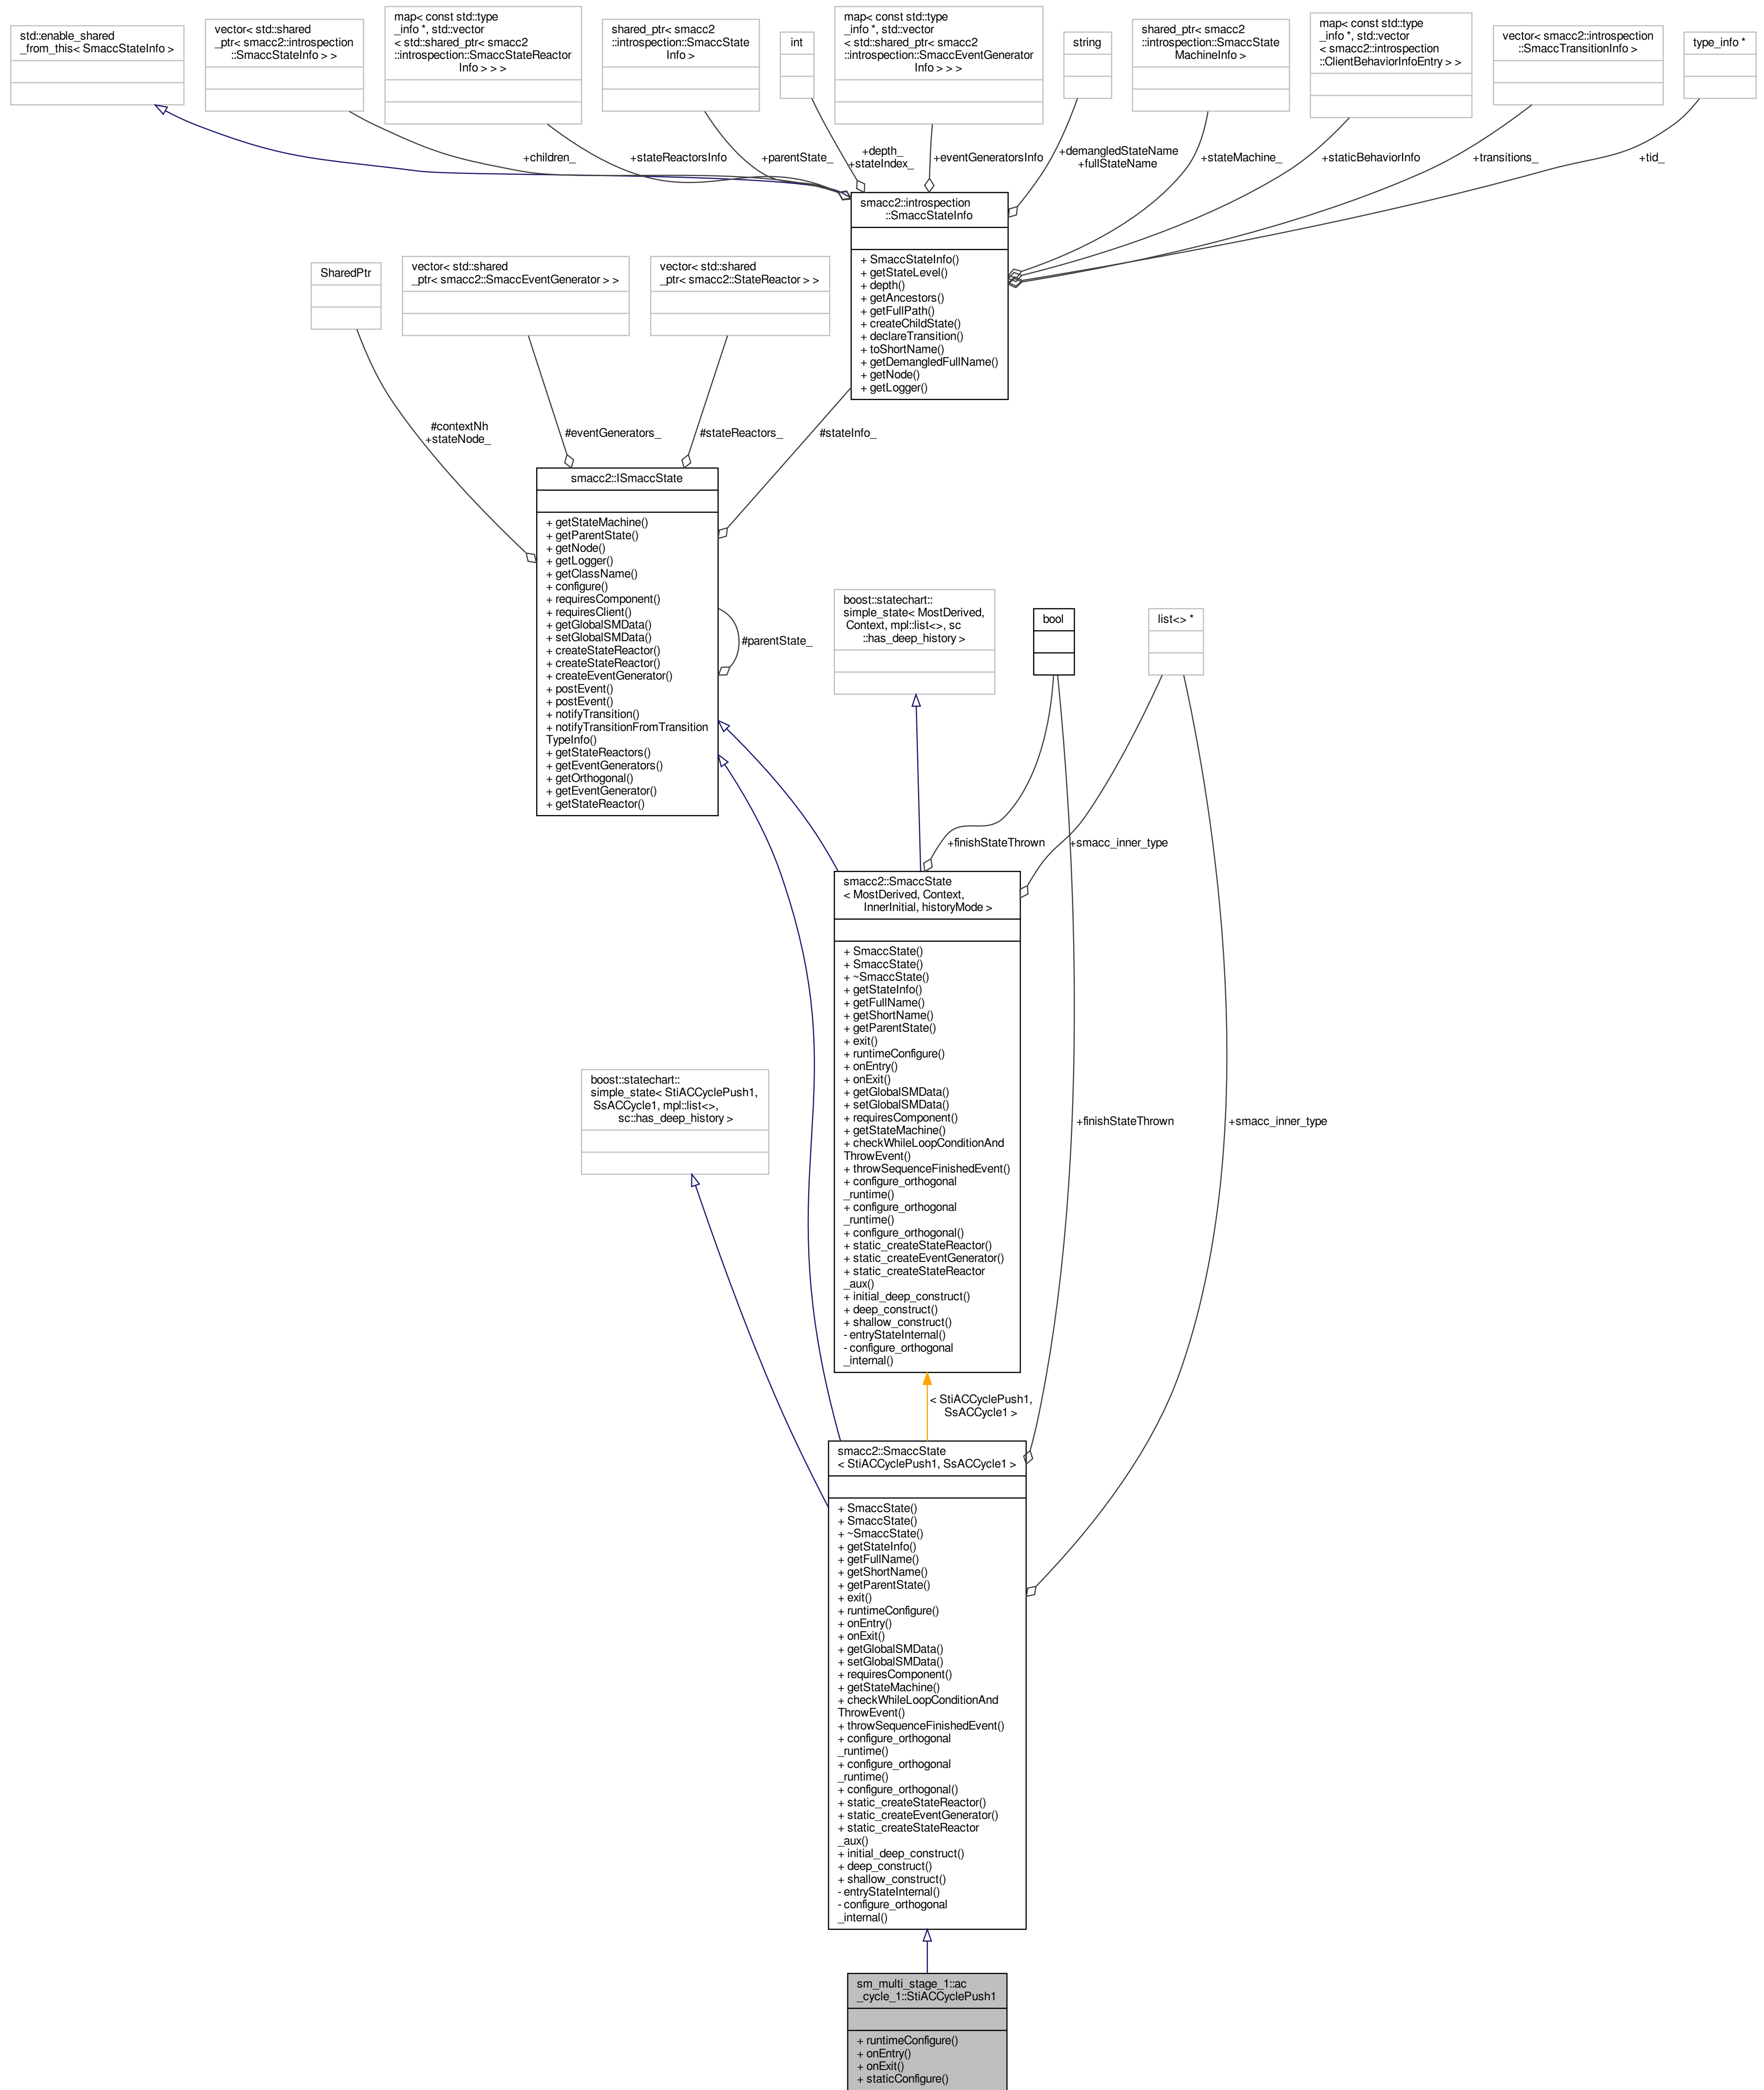 std::enable_shared
_from_this< SmaccStateInfo >
vector< std::shared
_ptr< smacc2::introspection
::SmaccStateInfo > >
map< const std::type
_info *, std::vector
< std::shared_ptr< smacc2
::introspection::SmaccStateReactor
Info > > >
shared_ptr< smacc2
::introspection::SmaccState
Info >
int
map< const std::type
_info *, std::vector
< std::shared_ptr< smacc2
::introspection::SmaccEventGenerator
Info > > >
string
shared_ptr< smacc2
::introspection::SmaccState
MachineInfo >
map< const std::type
_info *, std::vector
< smacc2::introspection
::ClientBehaviorInfoEntry > >
vector< smacc2::introspection
::SmaccTransitionInfo >
type_info *
+children_
+stateReactorsInfo
+parentState_
+depth_
+stateIndex_
+eventGeneratorsInfo
+demangledStateName
+fullStateName
+stateMachine_
+staticBehaviorInfo
+transitions_
+tid_
smacc2::introspection
::SmaccStateInfo
+ SmaccStateInfo()
+ getStateLevel()
+ depth()
+ getAncestors()
+ getFullPath()
+ createChildState()
+ declareTransition()
+ toShortName()
+ getDemangledFullName()
+ getNode()
+ getLogger()
SharedPtr
vector< std::shared
_ptr< smacc2::SmaccEventGenerator > >
vector< std::shared
_ptr< smacc2::StateReactor > >
#contextNh
+stateNode_
#eventGenerators_
#stateReactors_
#stateInfo_
smacc2::ISmaccState
+ getStateMachine()
+ getParentState()
+ getNode()
+ getLogger()
+ getClassName()
+ configure()
+ requiresComponent()
+ requiresClient()
+ getGlobalSMData()
+ setGlobalSMData()
+ createStateReactor()
+ createStateReactor()
+ createEventGenerator()
+ postEvent()
+ postEvent()
+ notifyTransition()
+ notifyTransitionFromTransition
TypeInfo()
+ getStateReactors()
+ getEventGenerators()
+ getOrthogonal()
+ getEventGenerator()
+ getStateReactor()
#parentState_
boost::statechart::
simple_state< MostDerived,
Context, mpl::list<>, sc
::has_deep_history >
bool
list<> *
+finishStateThrown
+smacc_inner_type
smacc2::SmaccState
< MostDerived, Context,
InnerInitial, historyMode >
+ SmaccState()
+ SmaccState()
+ ~SmaccState()
+ getStateInfo()
+ getFullName()
+ getShortName()
+ getParentState()
+ exit()
+ runtimeConfigure()
+ onEntry()
+ onExit()
+ getGlobalSMData()
+ setGlobalSMData()
+ requiresComponent()
+ getStateMachine()
+ checkWhileLoopConditionAnd
ThrowEvent()
+ throwSequenceFinishedEvent()
+ configure_orthogonal
_runtime()
+ configure_orthogonal
_runtime()
+ configure_orthogonal()
+ static_createStateReactor()
+ static_createEventGenerator()
+ static_createStateReactor
_aux()
+ initial_deep_construct()
+ deep_construct()
+ shallow_construct()
- entryStateInternal()
- configure_orthogonal
_internal()
boost::statechart::
simple_state< StiACCyclePush1,
SsACCycle1, mpl::list<>,
sc::has_deep_history >
+finishStateThrown
+smacc_inner_type
< StiACCyclePush1,
SsACCycle1 >
smacc2::SmaccState
< StiACCyclePush1, SsACCycle1 >
+ SmaccState()
+ SmaccState()
+ ~SmaccState()
+ getStateInfo()
+ getFullName()
+ getShortName()
+ getParentState()
+ exit()
+ runtimeConfigure()
+ onEntry()
+ onExit()
+ getGlobalSMData()
+ setGlobalSMData()
+ requiresComponent()
+ getStateMachine()
+ checkWhileLoopConditionAnd
ThrowEvent()
+ throwSequenceFinishedEvent()
+ configure_orthogonal
_runtime()
+ configure_orthogonal
_runtime()
+ configure_orthogonal()
+ static_createStateReactor()
+ static_createEventGenerator()
+ static_createStateReactor
_aux()
+ initial_deep_construct()
+ deep_construct()
+ shallow_construct()
- entryStateInternal()
- configure_orthogonal
_internal()
sm_multi_stage_1::ac
_cycle_1::StiACCyclePush1
+ runtimeConfigure()
+ onEntry()
+ onExit()
+ staticConfigure()